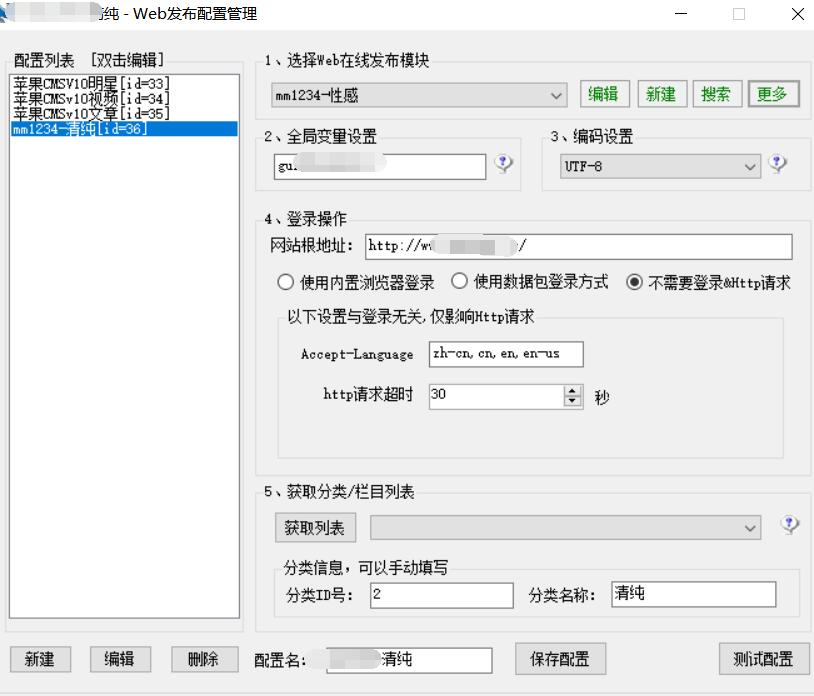 清纯 - Web发布配置管理
配置列表 [双击编辑]
苹果CMSV10明星[id=33]
苹果CMSv10视频[id=34]
苹果CMSv10文章[id=35]
mm1234-清纯[id=36]
1、选择Web在线发布模块
mm1234-性感
编辑 新建 搜索 更多
2、全局变量设置
3、编码设置
UTF-8
4、登录操作
网站根地址: http://w /
使用内置浏览器登录 使用数据包登录方式 不需要登录&Http请求
以下设置与登录无关,仅影响Http请求
Accept-Language zh-cn,cn,en,en-us
http请求超时 30 秒
5、获取分类/栏目列表
获取列表
分类信息，可以手动填写
分类ID号: 2 分类名称: 清纯
新建 编辑 删除 配置名: 清纯 保存配置 测试配置